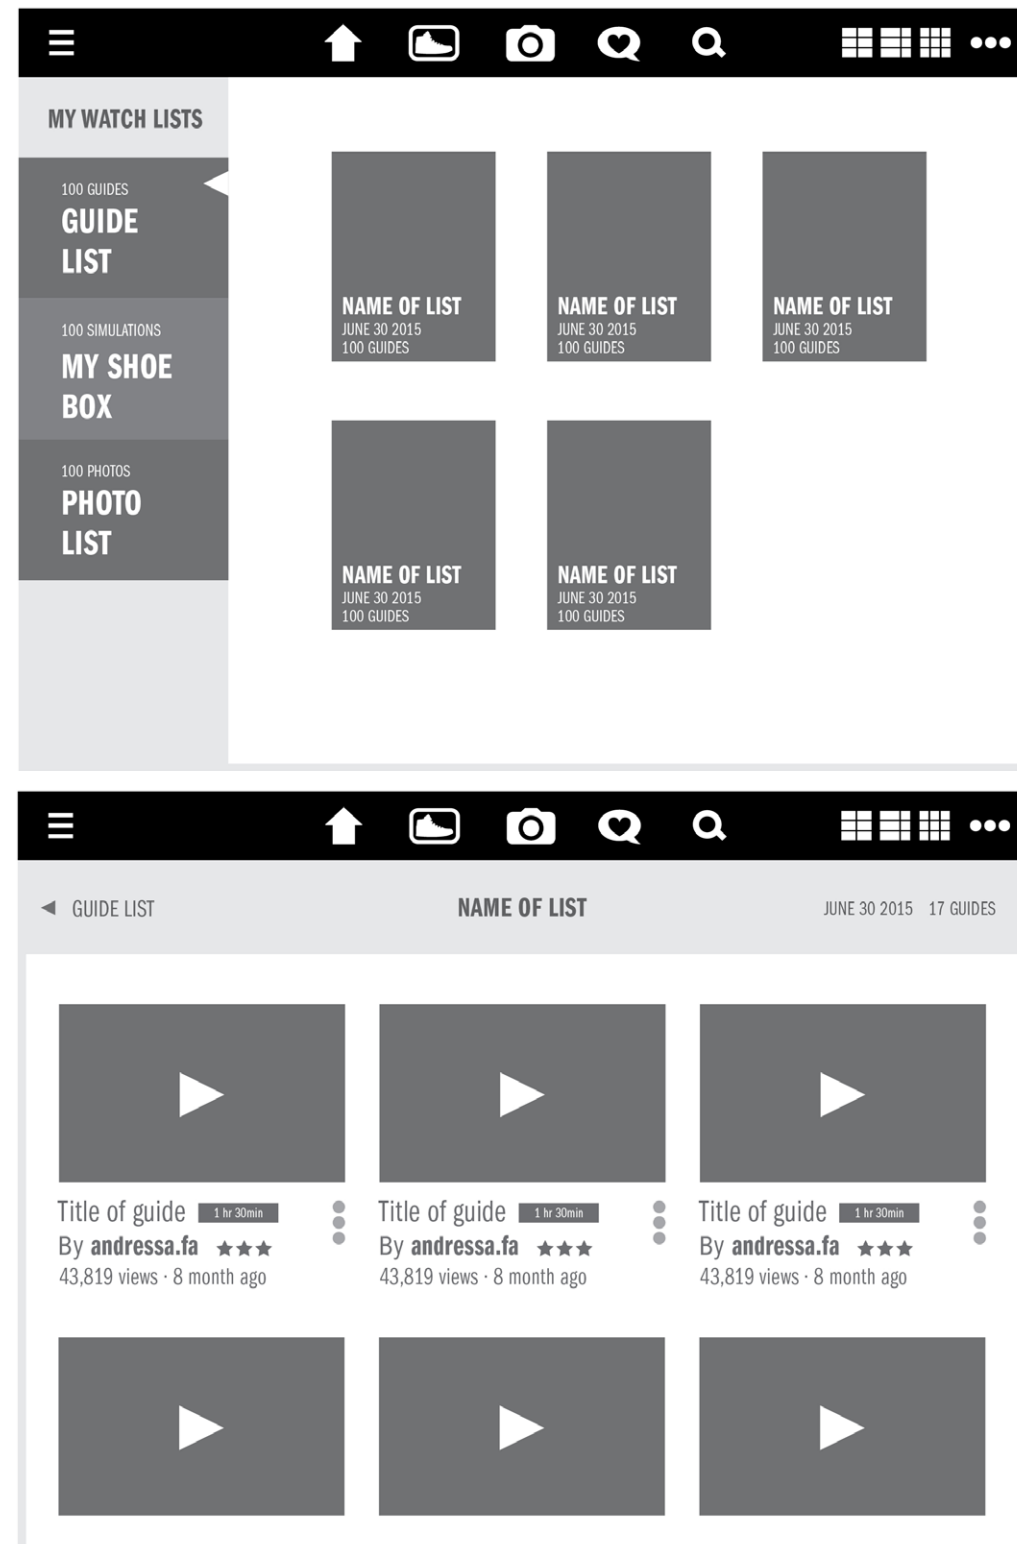 MY WATCH LISTS
100 GUIDES
GUIDE
LIST
100 SIMULATIONS
MY SHOE
BOX
100 PHOTOS
PHOTO
LIST
NAME OF LIST
JUNE 30 2015
100 GUIDES
NAME OF LIST
JUNE 30 2015
100 GUIDES
NAME OF LIST
JUNE 30 2015
100 GUIDES
NAME OF LIST
JUNE 30 2015
100 GUIDES
NAME OF LIST
JUNE 30 2015
100 GUIDES
GUIDE LIST
NAME OF LIST
JUNE 30 2015 17 GUIDES
Title of guide 1 hr 30min
By andressa.fa
43,819 views · 8 month ago
Title of guide 1 hr 30min
By andressa.fa
43,819 views · 8 month ago
Title of guide 1 hr 30min
By andressa.fa
43,819 views · 8 month ago